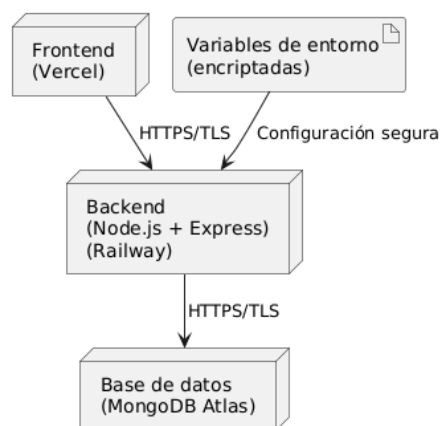 Frontend
(Vercel)
Variables de entorno
(encriptadas)
HTTPS/TLS
Configuración segura
Backend
(Node.js + Express)
(Railway)
HTTPS/TLS
Base de datos
(MongoDB Atlas)